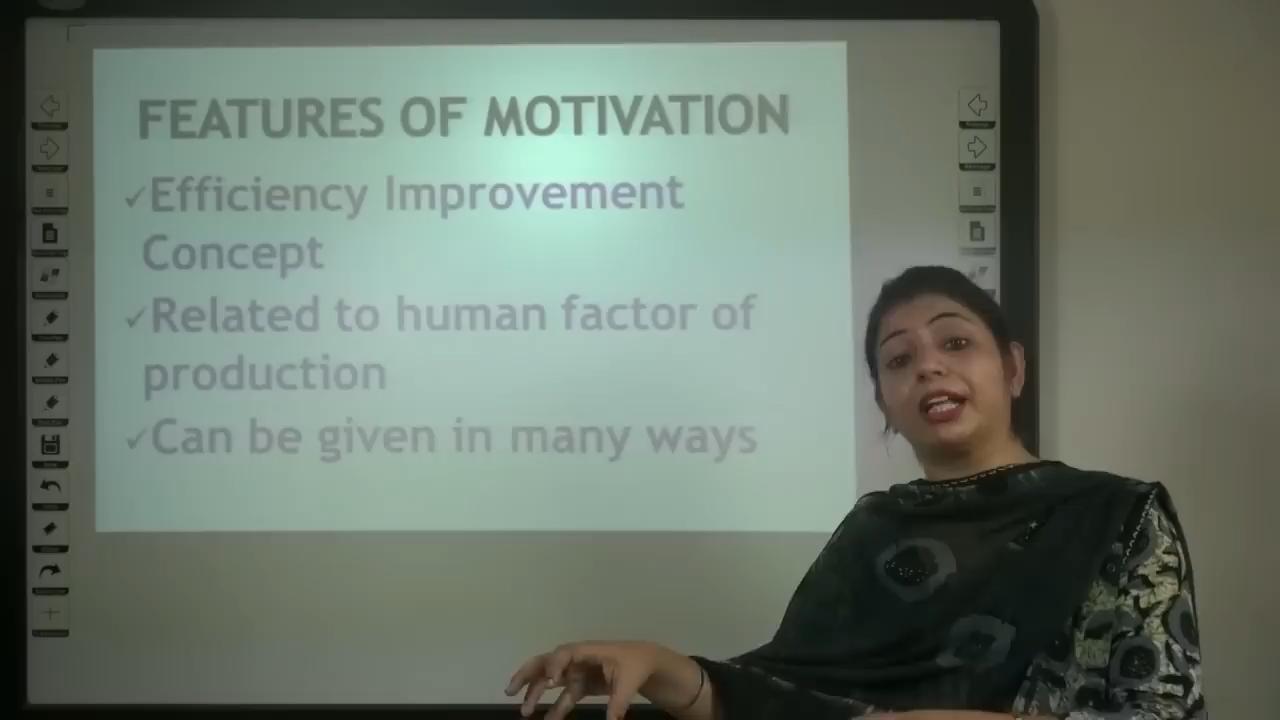 FEATURES OF MOTIVATION
✓Efficiency Improvement
Concept
✓Related to human factor of
production
✓Can be given in many ways